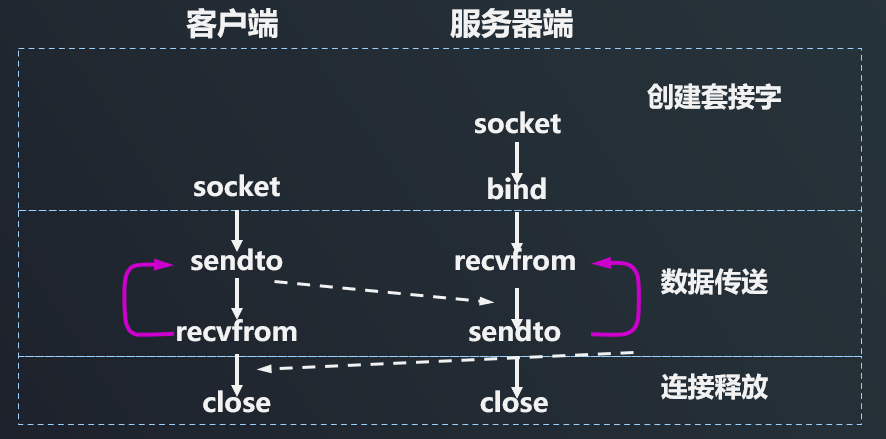 客户端 服务器端
创建套接字
socket
socket bind
sendto recvfrom
数据传送
recvfrom sendto
连接释放
close close